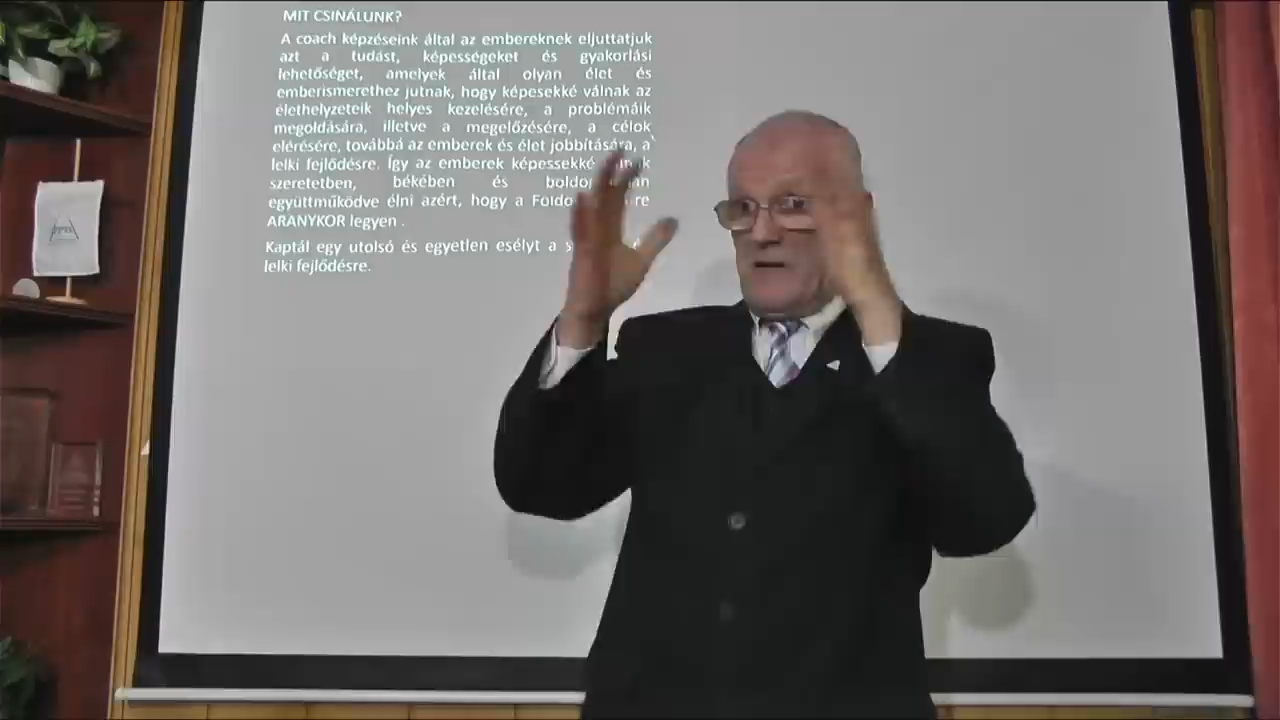 MIT CSINÁLUNK?
A coach képzéseink által az embereknek eljuttatjuk
azt a tudást, képességeket és gyakorlási
lehetőséget, amelyek által olyan élet és
emberismerethez jutnak, hogy képesekké válnak az
élethelyzeteik helyes kezelésére, a problémáik
megoldására, illetve a megelőzésére, a célok
elérésére, továbbá az emberek és élet jobbítására, a
lelki fejlődésre. Így az emberek képessekké
szeretetben, békében és
együttműködve élni azért, hogy a
ARANYKOR legyen .
Kaptál egy utolsó és egyetlen esélyt a
lelki fejlődésre.